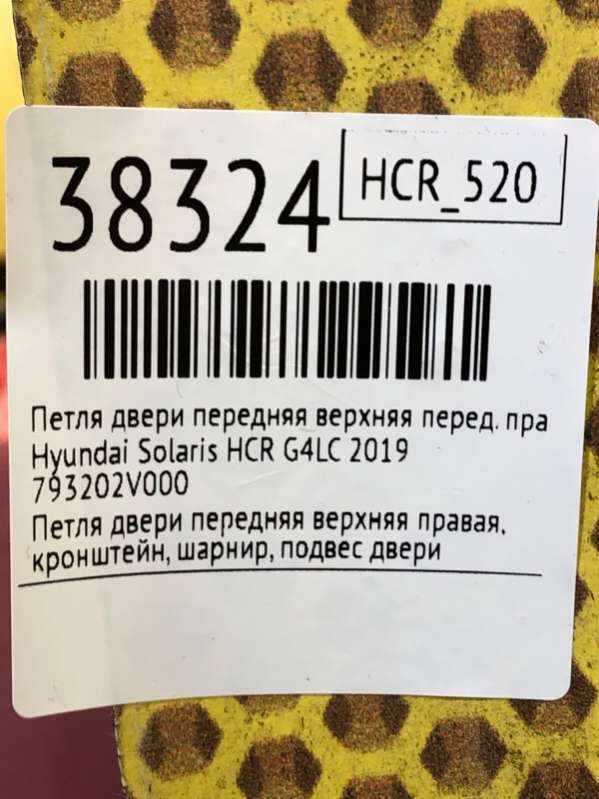 38324
HCR_520
Петля двери передняя верхняя перед. пра
Hyundai Solaris HCR G4LC 2019
793202V000
Петля двери передняя верхняя правая,
кронштейн, шарнир, подвес двери